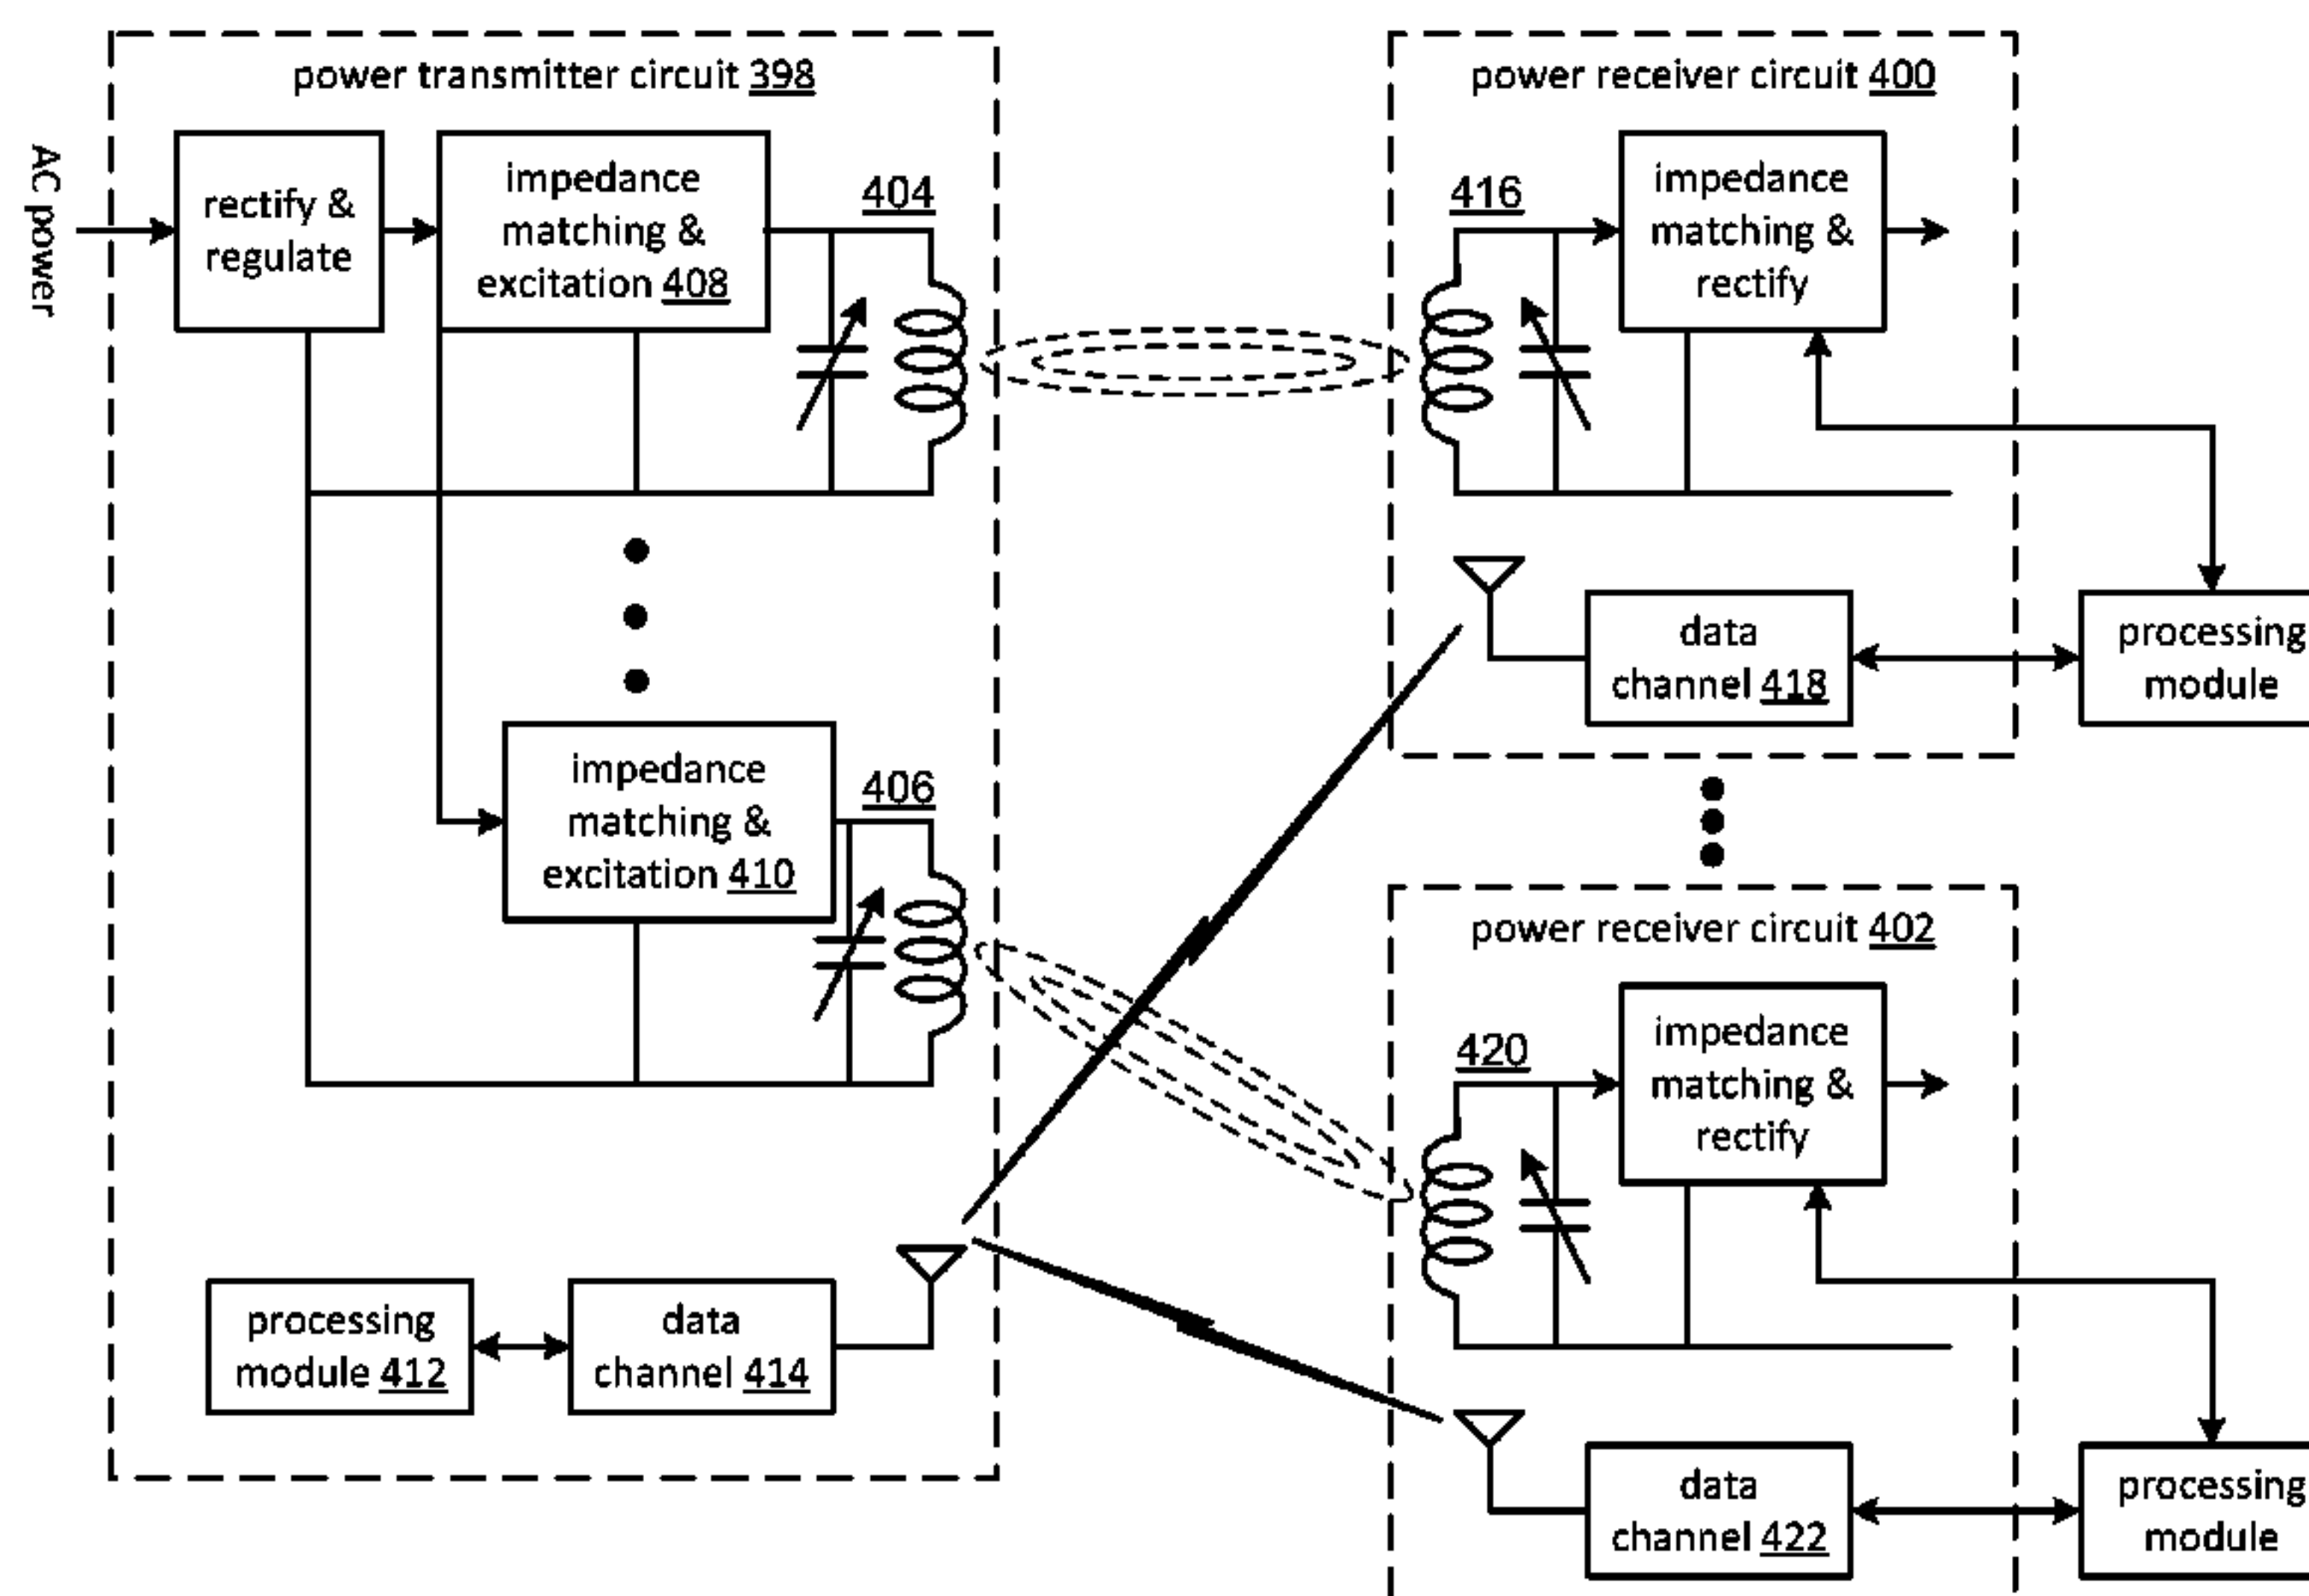 power transmitter circuit 398
AC power
rectify &
regulate
impedance
matching &
excitation 408
404
impedance
matching &
excitation 410
406
processing
module 412
data
channel 414
power receiver circuit 400
416
impedance
matching &
rectify
data
channel 418
processing
module
power receiver circuit 402
420
impedance
matching &
rectify
data
channel 422
processing
module